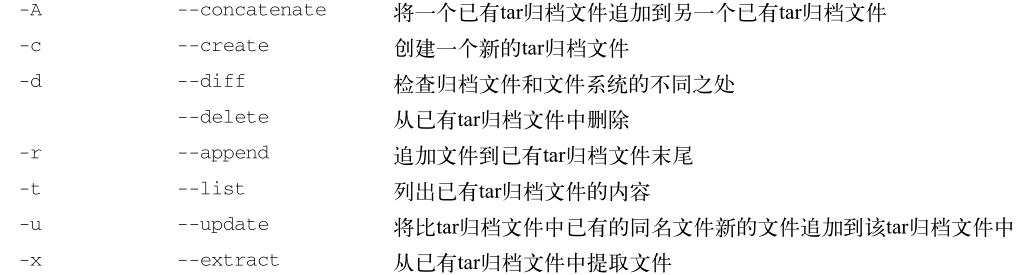 -A --concatenate 将一个已有tar归档文件追加到另一个已有tar归档文件
-c --create 创建一个新的tar归档文件
-d --diff 检查归档文件和文件系统的不同之处
--delete 从已有tar归档文件中删除
-r --append 追加文件到已有tar归档文件末尾
-t --list 列出已有tar归档文件的内容
-u --update 将比tar归档文件中已有的同名文件新的文件追加到该tar归档文件中
-x --extract 从已有tar归档文件中提取文件